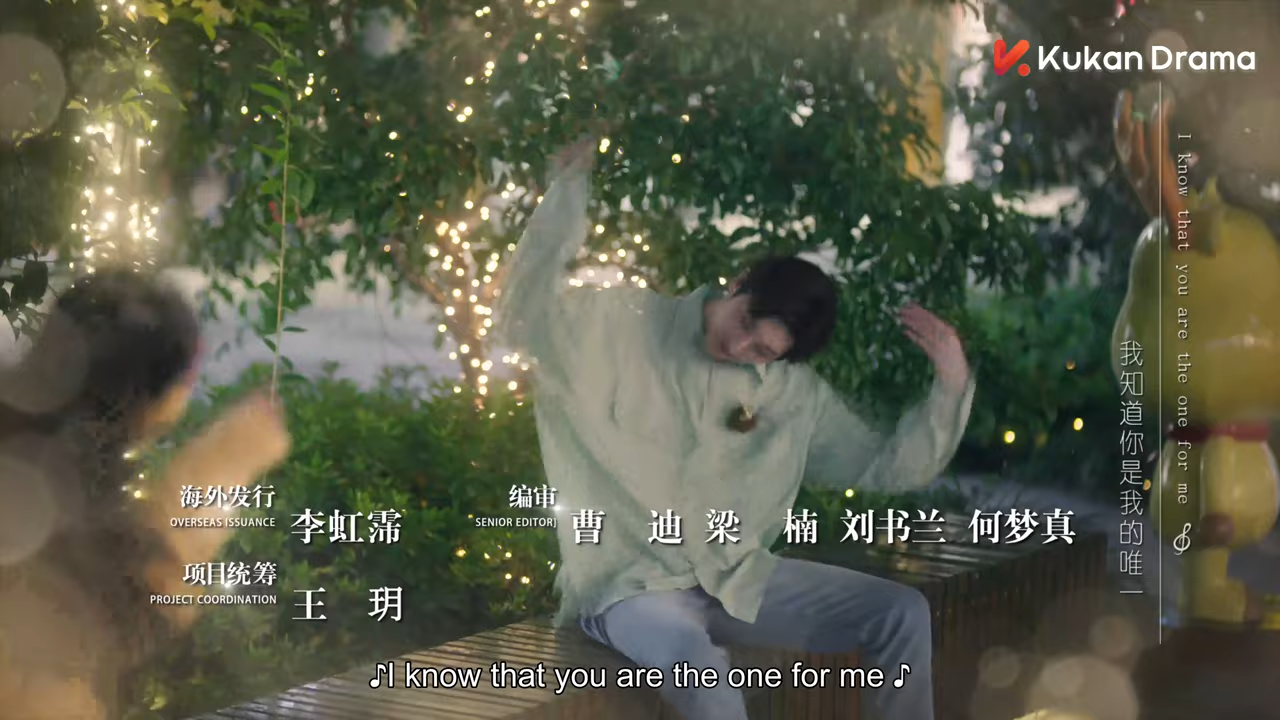 Kukan Drama
I know that you are the one for me
我知道你是我的唯一
海外发行
OVERSEAS ISSUANCE
李虹霈
编审
SENIOR EDITOR
曹迪 梁楠 刘书兰 何梦真
项目统筹
PROJECT COORDINATION
王玥
♪I know that you are the one for me ♪